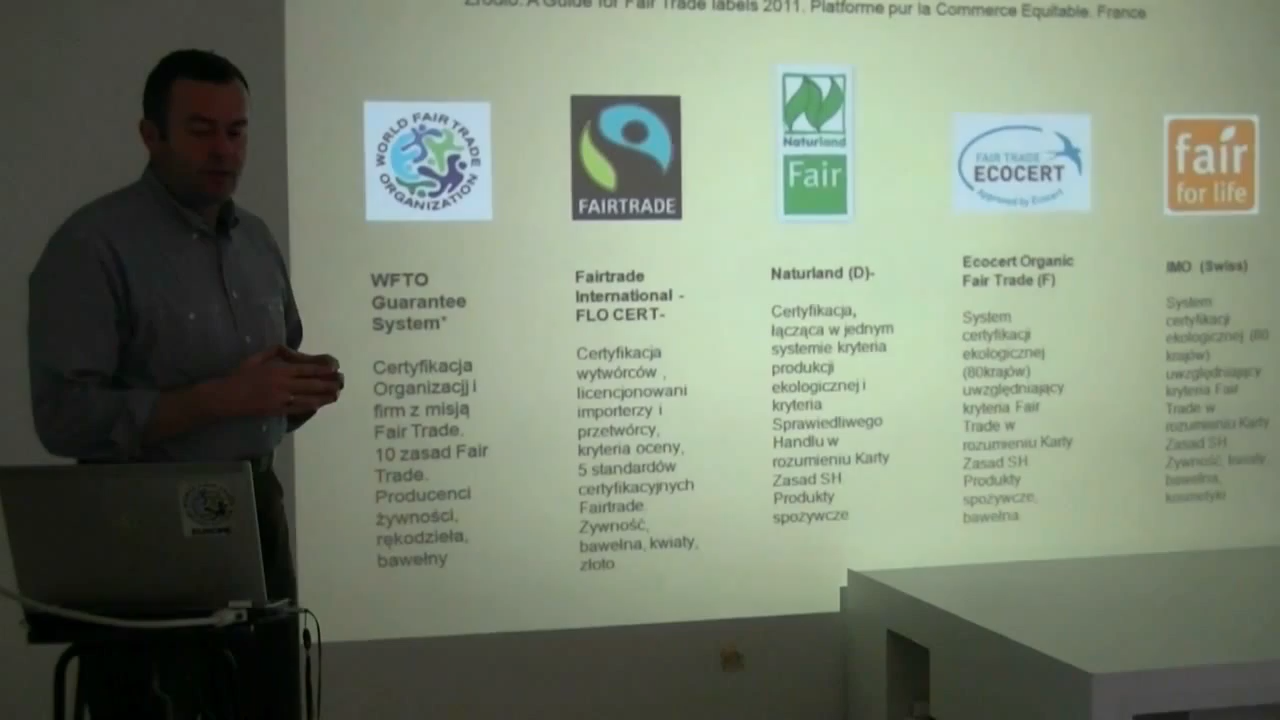 Źródło: A Guide for Fair Trade labels 2011. Platforme pur la Commerce Equitable. France
WORLD FAIR TRADE ORGANIZATION
FAIRTRADE
Naturland
Fair
FAIR TRADE
ECOCERT
Approved by Ecocert
fair
for life
WFTO
Guarantee
System*
Certyfikacja
Organizacjj i
firm z misją
Fair Trade.
10 zasad Fair
Trade.
Producenci
żywności,
rękodzieła,
bawełny
Fairtrade
International -
FLO CERT-
Certyfikacja
wytwórców ,
licencjonowani
importerzy i
przetwórcy,
kryteria oceny,
5 standardów
certyfikacyjnych
Fairtrade.
Żywność,
bawełna, kwiaty,
złoto
Naturland (D)-
Certyfikacja,
łącząca w jednym
systemie kryteria
produkcji
ekologicznej i
kryteria
Sprawiedliwego
Handlu w
rozumieniu Karty
Zasad SH
Produkty
spożywcze
Ecocert Organic
Fair Trade (F)
System
certyfikacji
ekologicznej
(80krajów)
uwzględniający
kryteria Fair
Trade w
rozumieniu Karty
Zasad SH
Produkty
spożywcze,
bawełna
IMO (Swiss)
System
certyfikacji
ekologicznej (80
krajów)
uwzględniający
kryteria Fair
Trade w
rozumieniu Karty
Zasad SH.
Żywność, kwiaty,
bawełna,
kosmetyki
EUROPE